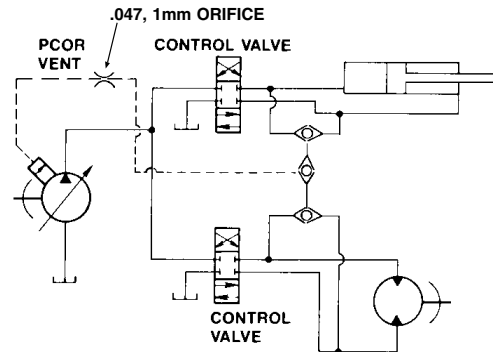 .047, 1mm ORIFICE
PCOR
VENT
CONTROL VALVE
CONTROL
VALVE